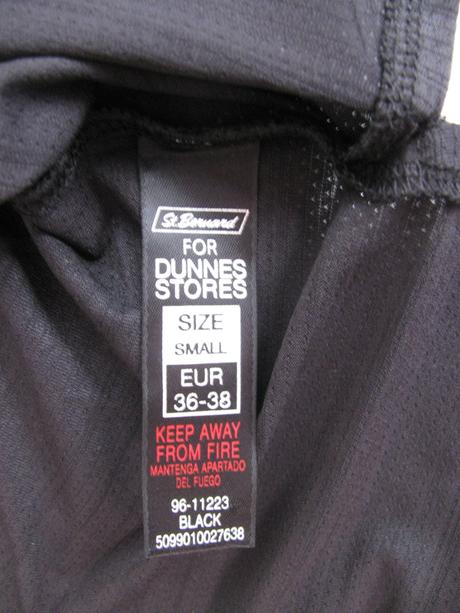 St.Bernard
FOR
DUNNES
STORES
SIZE
SMALL
EUR
36-38
KEEP AWAY
FROM FIRE
MANTENGA APARTADO
DEL FUEGO
96-11223
BLACK
5099010027638